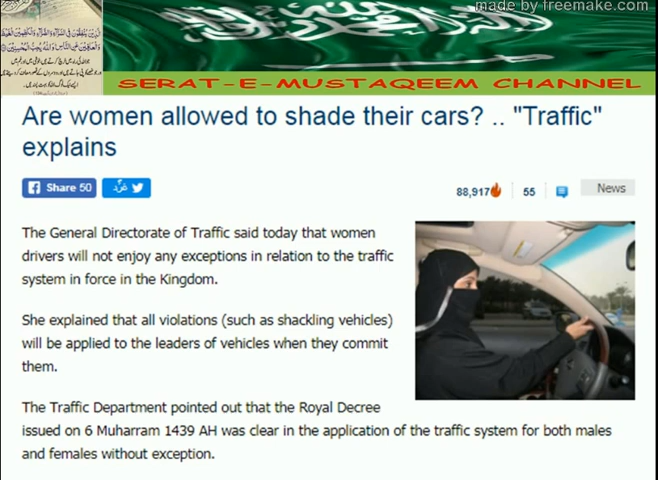 made by freemake.com
SERAT-E-MUSTAQEEM CHANNEL
Are women allowed to shade their cars? .. "Traffic"
explains
Share 50
غرِّد
88,917
55
News
The General Directorate of Traffic said today that women
drivers will not enjoy any exceptions in relation to the traffic
system in force in the Kingdom.
She explained that all violations (such as shackling vehicles)
will be applied to the leaders of vehicles when they commit
them.
The Traffic Department pointed out that the Royal Decree
issued on 6 Muharram 1439 AH was clear in the application of the traffic system for both males
and females without exception.